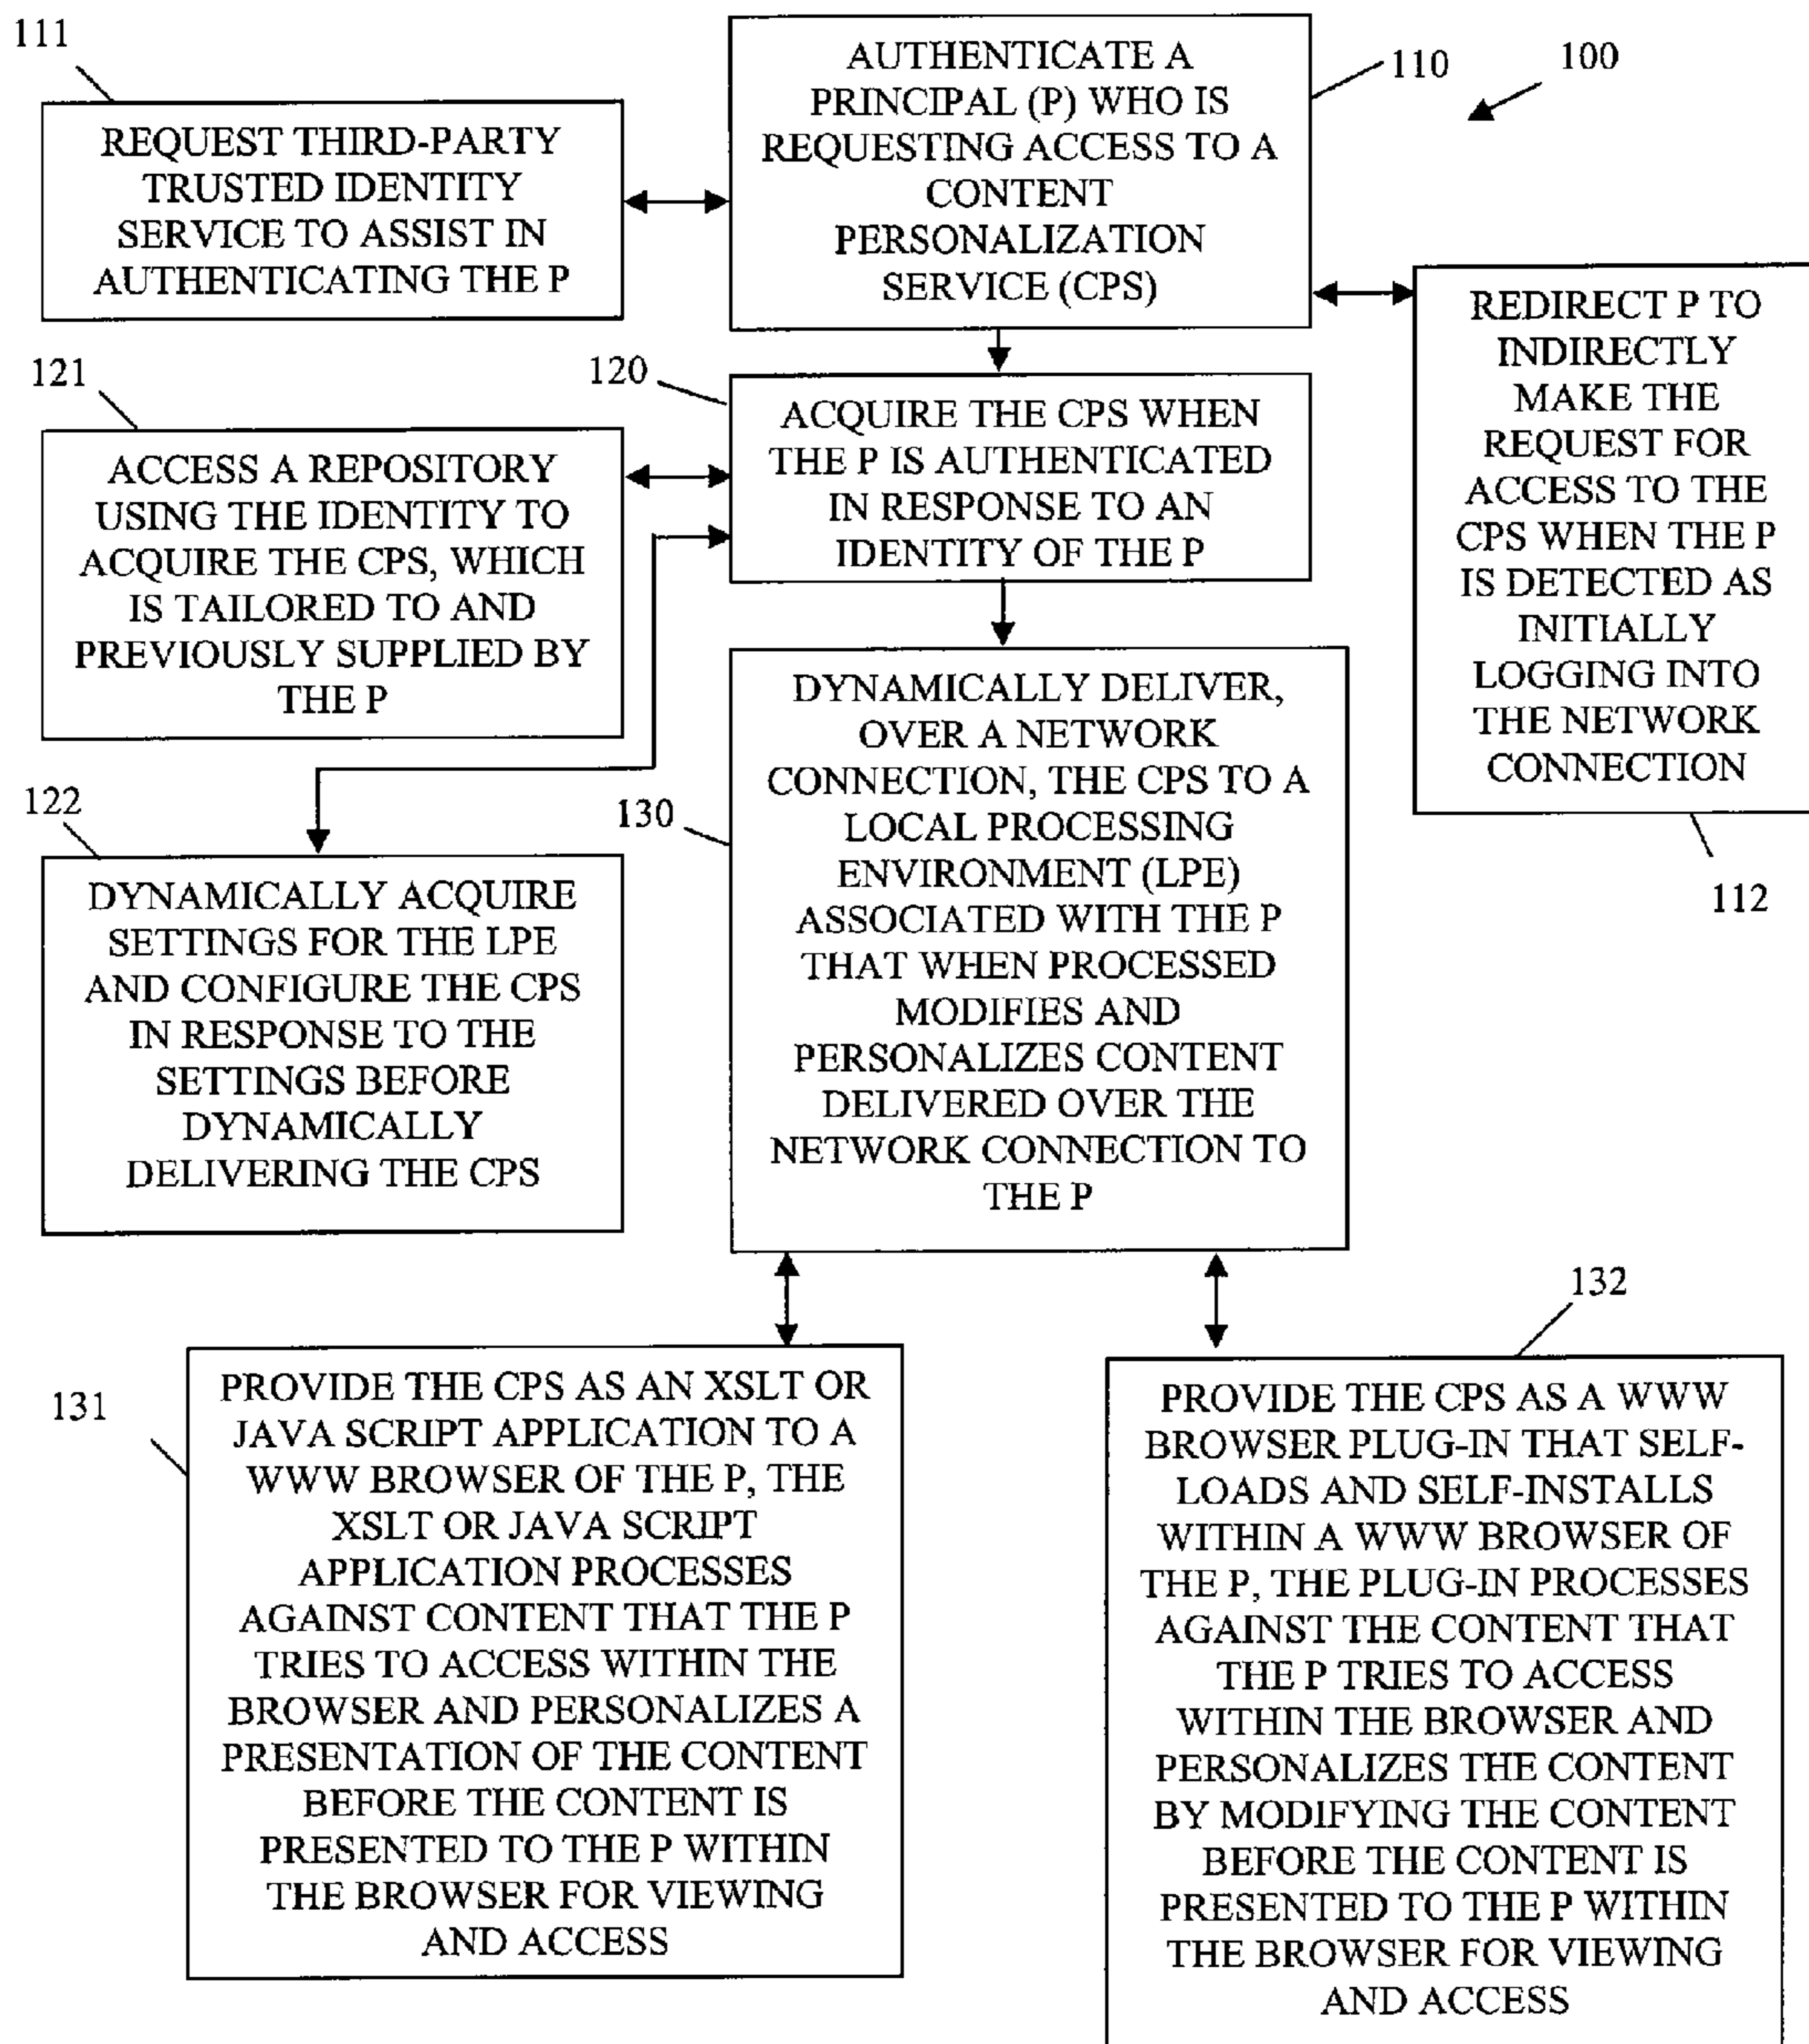 111
REQUEST THIRD-PARTY
TRUSTED IDENTITY
SERVICE TO ASSIST IN
AUTHENTICATING THE P
AUTHENTICATE A
PRINCIPAL (P) WHO IS
REQUESTING ACCESS TO A
CONTENT
PERSONALIZATION
SERVICE (CPS)
110
100
REDIRECT P TO
INDIRECTLY
MAKE THE
REQUEST FOR
ACCESS TO THE
CPS WHEN THE P
IS DETECTED AS
INITIALLY
LOGGING INTO
THE NETWORK
CONNECTION
112
121
ACCESS A REPOSITORY
USING THE IDENTITY TO
ACQUIRE THE CPS, WHICH
IS TAILORED TO AND
PREVIOUSLY SUPPLIED BY
THE P
120
ACQUIRE THE CPS WHEN
THE P IS AUTHENTICATED
IN RESPONSE TO AN
IDENTITY OF THE P
122
DYNAMICALLY ACQUIRE
SETTINGS FOR THE LPE
AND CONFIGURE THE CPS
IN RESPONSE TO THE
SETTINGS BEFORE
DYNAMICALLY
DELIVERING THE CPS
130
DYNAMICALLY DELIVER,
OVER A NETWORK
CONNECTION, THE CPS TO A
LOCAL PROCESSING
ENVIRONMENT (LPE)
ASSOCIATED WITH THE P
THAT WHEN PROCESSED
MODIFIES AND
PERSONALIZES CONTENT
DELIVERED OVER THE
NETWORK CONNECTION TO
THE P
131
PROVIDE THE CPS AS AN XSLT OR
JAVA SCRIPT APPLICATION TO A
WWW BROWSER OF THE P, THE
XSLT OR JAVA SCRIPT
APPLICATION PROCESSES
AGAINST CONTENT THAT THE P
TRIES TO ACCESS WITHIN THE
BROWSER AND PERSONALIZES A
PRESENTATION OF THE CONTENT
BEFORE THE CONTENT IS
PRESENTED TO THE P WITHIN
THE BROWSER FOR VIEWING
AND ACCESS
132
PROVIDE THE CPS AS A WWW
BROWSER PLUG-IN THAT SELF-
LOADS AND SELF-INSTALLS
WITHIN A WWW BROWSER OF
THE P, THE PLUG-IN PROCESSES
AGAINST THE CONTENT THAT
THE P TRIES TO ACCESS
WITHIN THE BROWSER AND
PERSONALIZES THE CONTENT
BY MODIFYING THE CONTENT
BEFORE THE CONTENT IS
PRESENTED TO THE P WITHIN
THE BROWSER FOR VIEWING
AND ACCESS